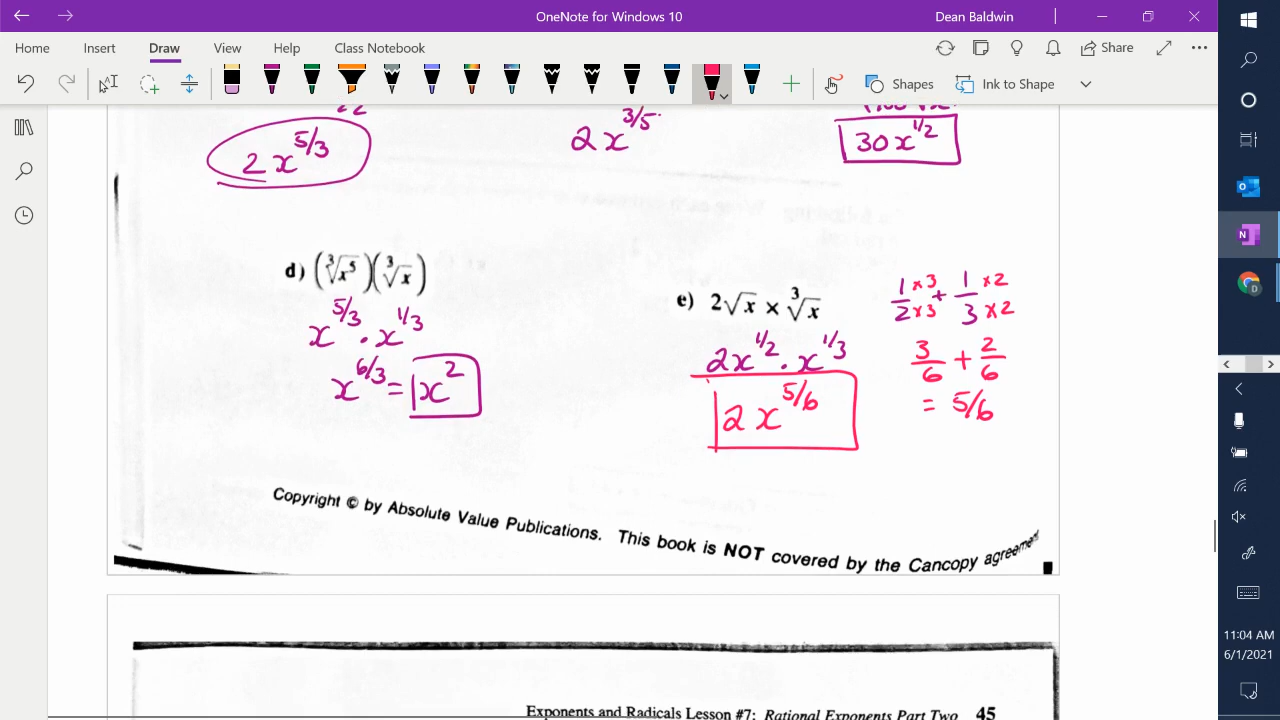 OneNote for Windows 10
Dean Baldwin
Home Insert Draw View Help Class Notebook
Share
Shapes
Ink to Shape
2x^{5/3}
2x^{3/5}
30x^{1/2}
d) (∛x⁵)(∛x)
x^{5/3} · x^{1/3}
x^{6/3} = x²
e) 2√x × ∛x
2x^{1/2} · x^{1/3}
2x^{5/6}
1/2 ×3/×3 + 1/3 ×2/×2
3/6 + 2/6
= 5/6
Copyright © by Absolute Value Publications. This book is NOT covered by the Cancopy agreement
Exponents and Radicals Lesson #7: Rational Exponents Part Two 45
11:04 AM
6/1/2021